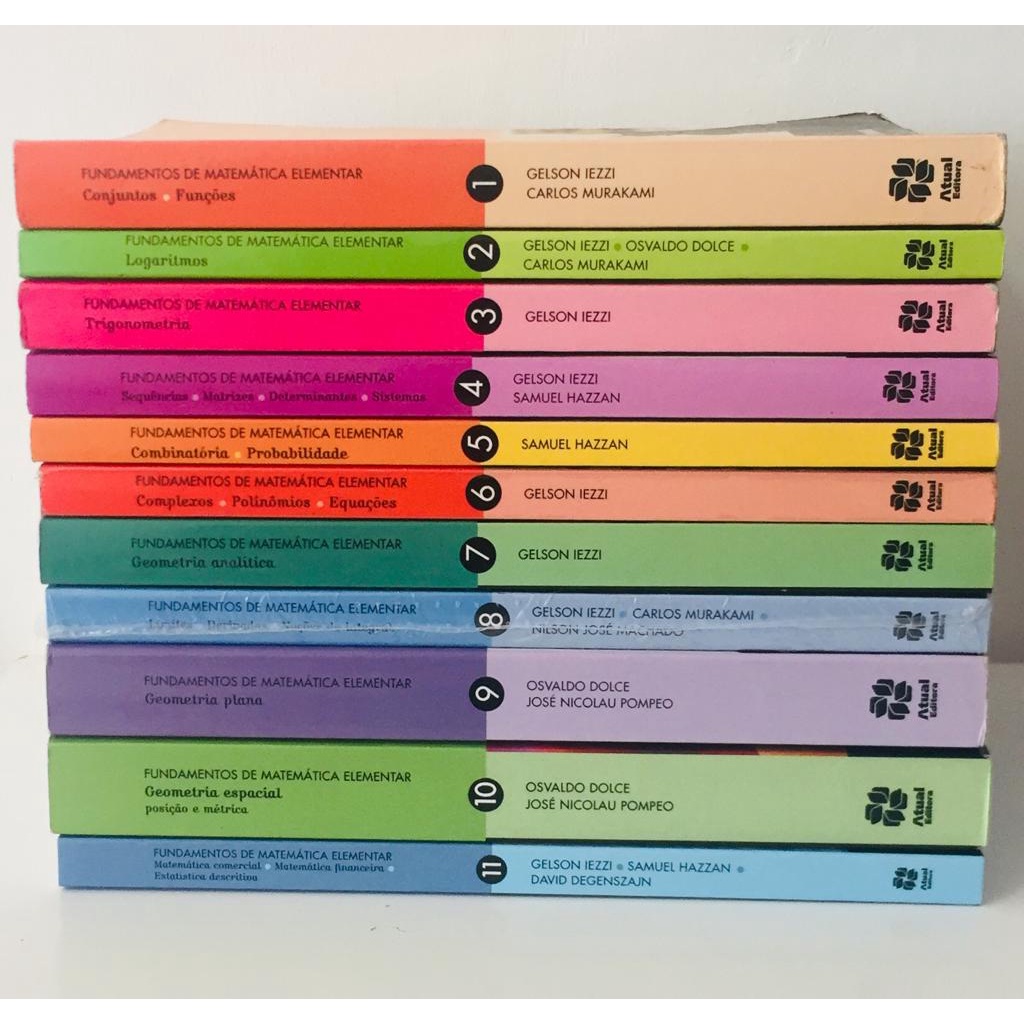 FUNDAMENTOS DE MATEMÁTICA ELEMENTAR
Conjuntos • Funções
1
GELSON IEZZI
CARLOS MURAKAMI
Atual
Editora
FUNDAMENTOS DE MATEMÁTICA ELEMENTAR
Logaritmos
2
GELSON IEZZI • OSVALDO DOLCE •
CARLOS MURAKAMI
Atual
Editora
FUNDAMENTOS DE MATEMÁTICA ELEMENTAR
Trigonometria
3
GELSON IEZZI
Atual
Editora
FUNDAMENTOS DE MATEMÁTICA ELEMENTAR
Sequências • Matrizes • Determinantes • Sistemas
4
GELSON IEZZI
SAMUEL HAZZAN
Atual
Editora
FUNDAMENTOS DE MATEMÁTICA ELEMENTAR
Combinatória • Probabilidade
5
SAMUEL HAZZAN
Atual
Editora
FUNDAMENTOS DE MATEMÁTICA ELEMENTAR
Complexos • Polinômios • Equações
6
GELSON IEZZI
Atual
Editora
FUNDAMENTOS DE MATEMÁTICA ELEMENTAR
Geometria analítica
7
GELSON IEZZI
Atual
Editora
FUNDAMENTOS DE MATEMÁTICA ELEMENTAR
Limites • Derivadas • Noções de integral
8
GELSON IEZZI • CARLOS MURAKAMI •
NILSON JOSÉ MACHADO
Atual
Editora
FUNDAMENTOS DE MATEMÁTICA ELEMENTAR
Geometria plana
9
OSVALDO DOLCE
JOSÉ NICOLAU POMPEO
Atual
Editora
FUNDAMENTOS DE MATEMÁTICA ELEMENTAR
Geometria espacial
posição e métrica
10
OSVALDO DOLCE
JOSÉ NICOLAU POMPEO
Atual
Editora
FUNDAMENTOS DE MATEMÁTICA ELEMENTAR
Matemática comercial • Matemática financeira •
Estatística descritiva
11
GELSON IEZZI • SAMUEL HAZZAN •
DAVID DEGENSZAJN
Atual
Editora